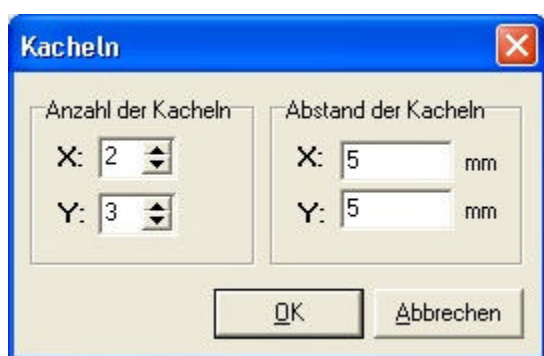 Kacheln
Anzahl der Kacheln
X: 2
Y: 3
Abstand der Kacheln
X: 5 mm
Y: 5 mm
OK
Abbrechen